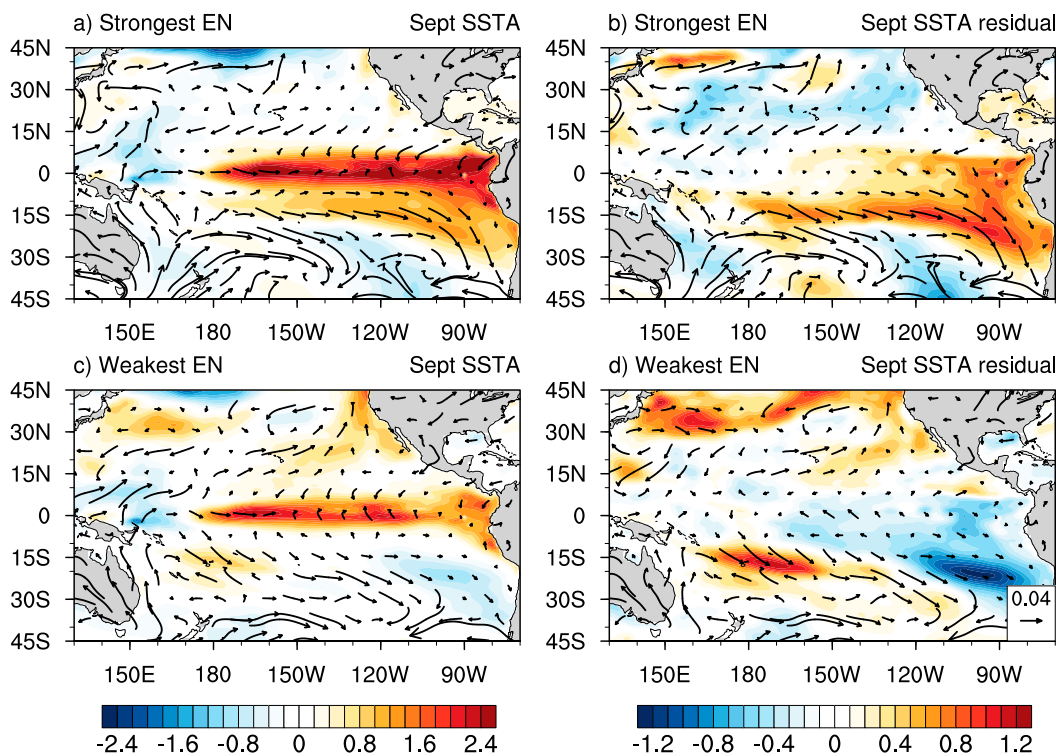 a) Strongest EN Sept SSTA
b) Strongest EN Sept SSTA residual
45N
30N
15N
0
15S
30S
45S
150E 180 150W 120W 90W
45N
30N
15N
0
15S
30S
45S
150E 180 150W 120W 90W
c) Weakest EN Sept SSTA
d) Weakest EN Sept SSTA residual
45N
30N
15N
0
15S
30S
45S
150E 180 150W 120W 90W
45N
30N
15N
0
15S
30S
45S
0.04
150E 180 150W 120W 90W
-2.4 -1.6 -0.8 0 0.8 1.6 2.4
-1.2 -0.8 -0.4 0 0.4 0.8 1.2